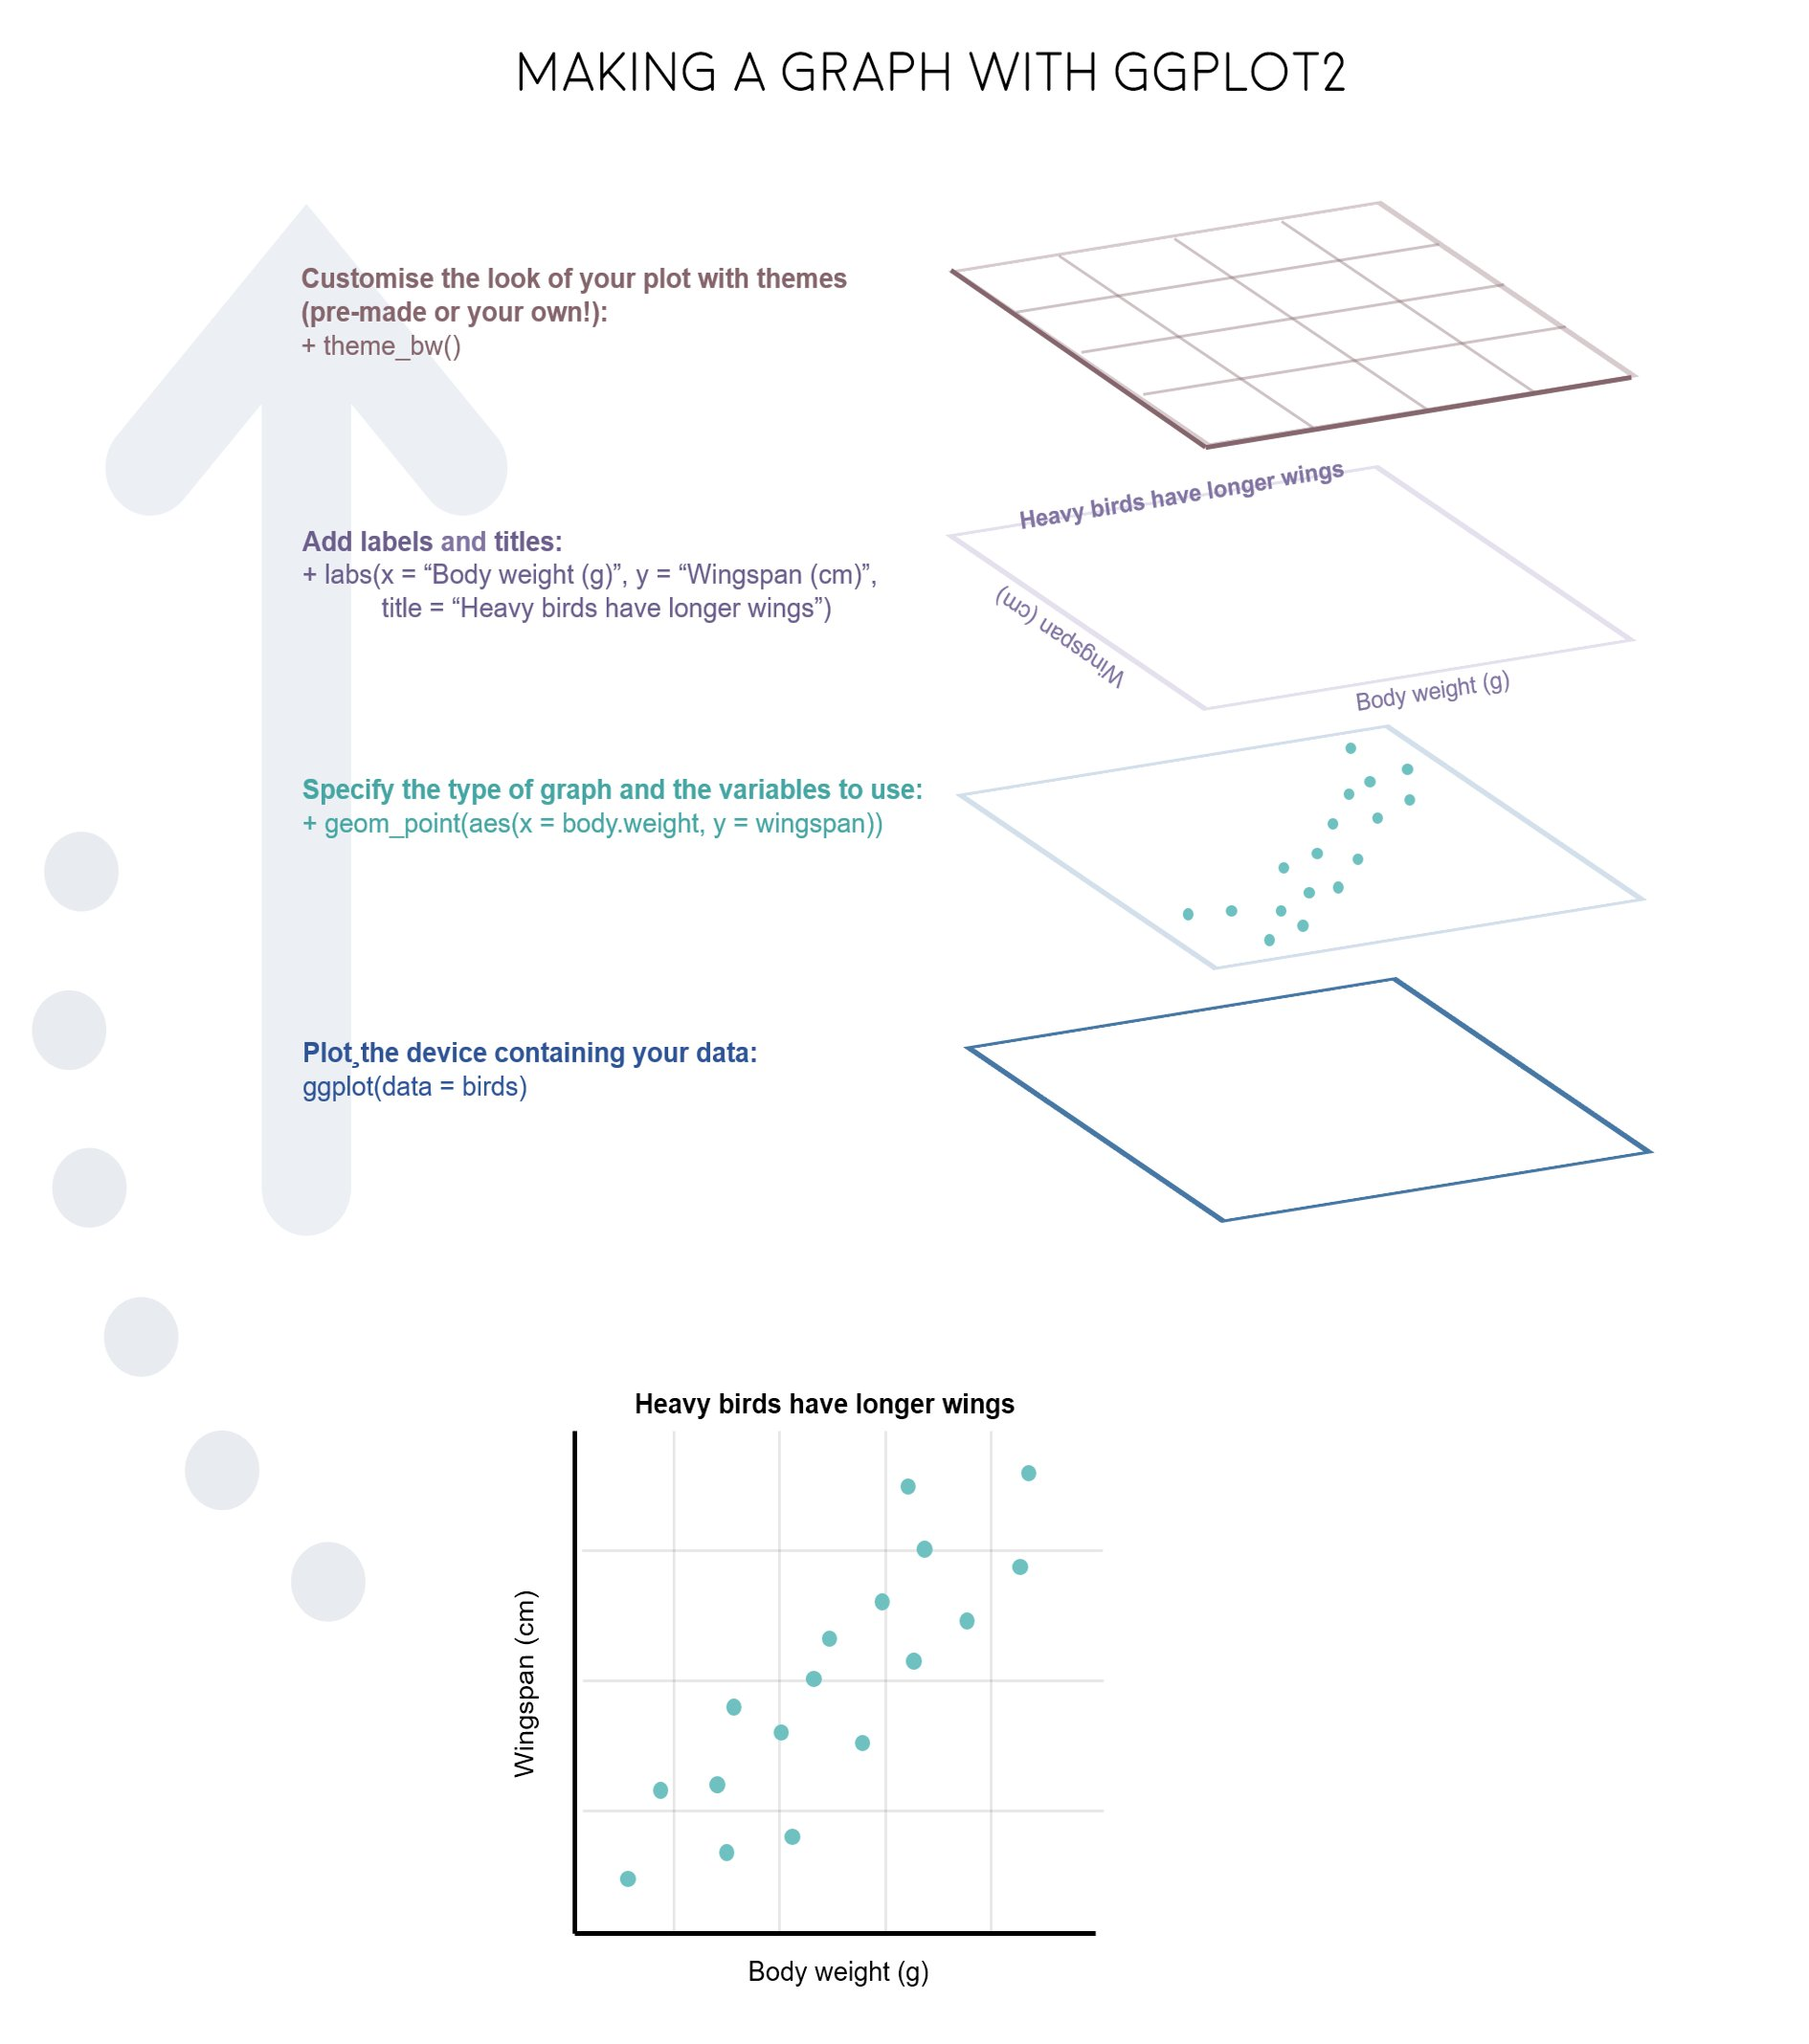 MAKING A GRAPH WITH GGPLOT2
Customise the look of your plot with themes
(pre-made or your own!):
+ theme_bw()
Heavy birds have longer wings
Add labels and titles:
+ labs(x = “Body weight (g)”, y = “Wingspan (cm)”,
title = “Heavy birds have longer wings”)
Wingspan (cm)
Body weight (g)
Specify the type of graph and the variables to use:
+ geom_point(aes(x = body.weight, y = wingspan))
Plot¸the device containing your data:
ggplot(data = birds)
Heavy birds have longer wings
Wingspan (cm)
Body weight (g)